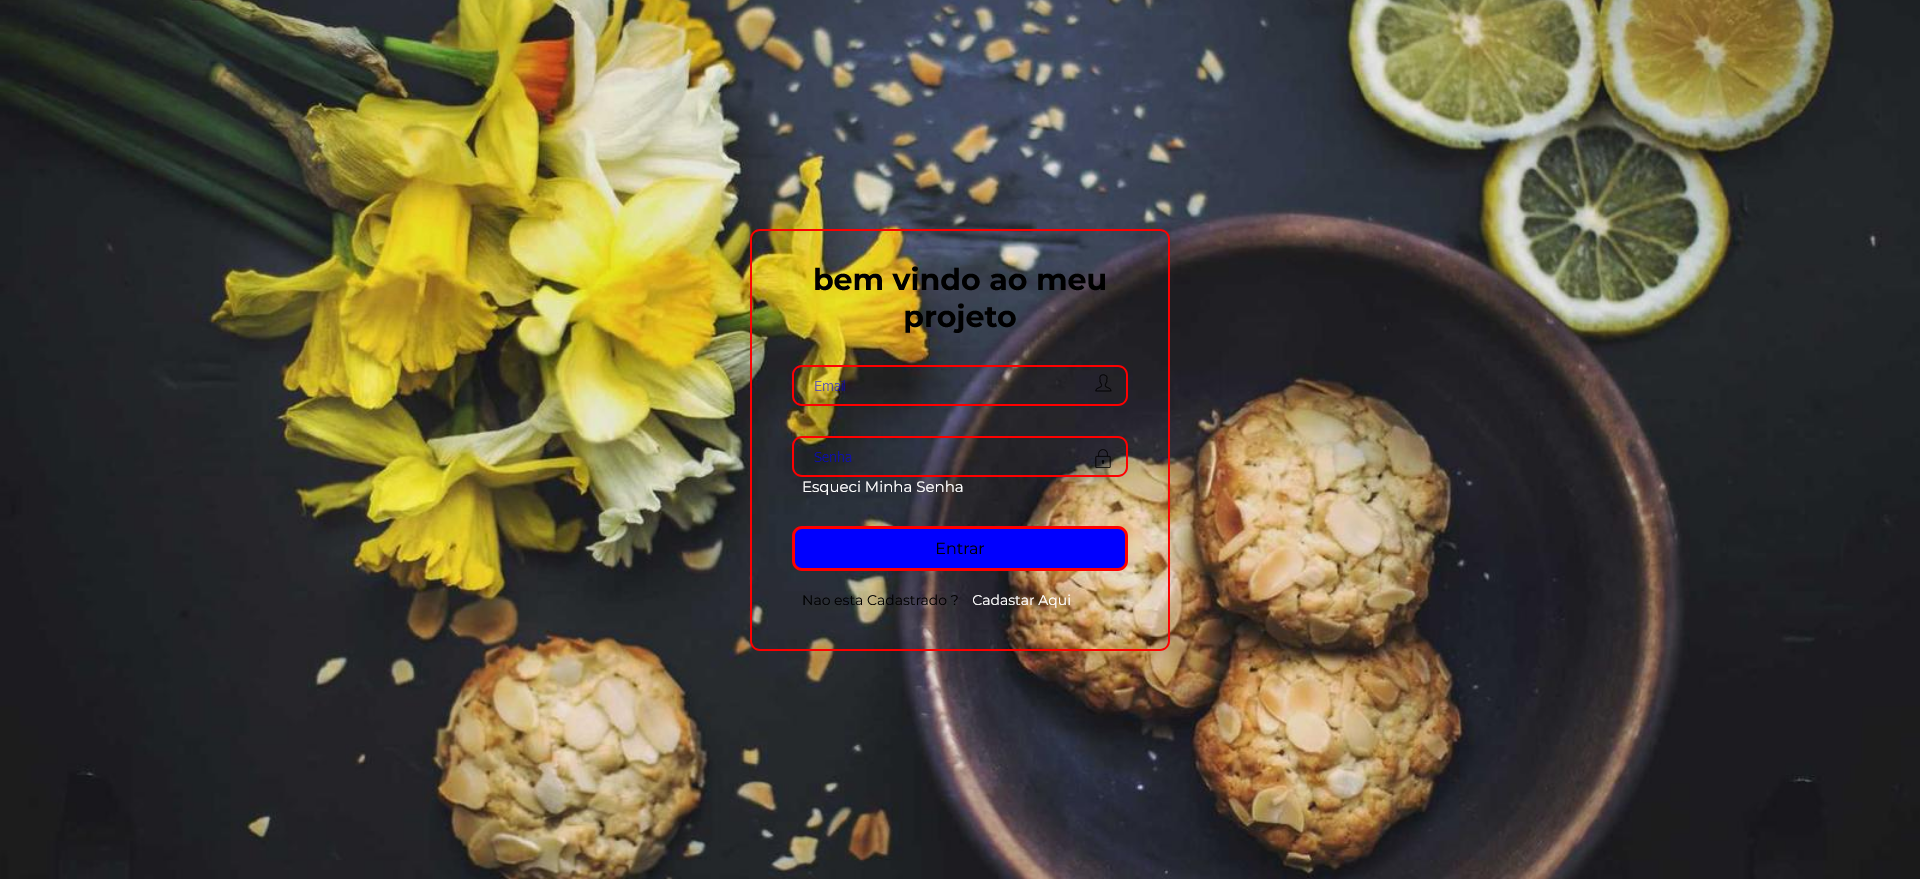 bem vindo ao meu
projeto
Email
Senha
Esqueci Minha Senha
Entrar
Nao esta Cadastrado ? Cadastar Aqui